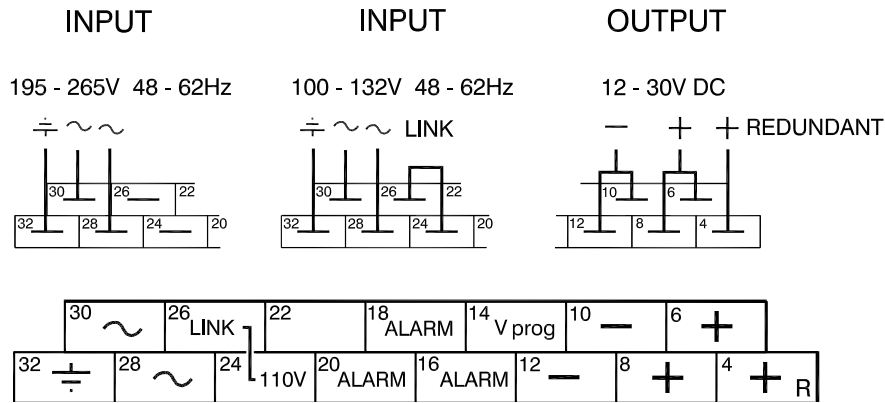 INPUT INPUT OUTPUT
195 - 265V 48 - 62Hz 100 - 132V 48 - 62Hz 12 - 30V DC
÷ ~ ~ ÷ ~ ~ LINK − + + REDUNDANT
30 26 22 30 26 22 10 6
32 28 24 20 32 28 24 20 12 8 4
30 ~ 26 LINK 22 18 ALARM 14 V prog 10 − 6 +
32 ÷ 28 ~ 24 110V 20 ALARM 16 ALARM 12 − 8 + 4 + R